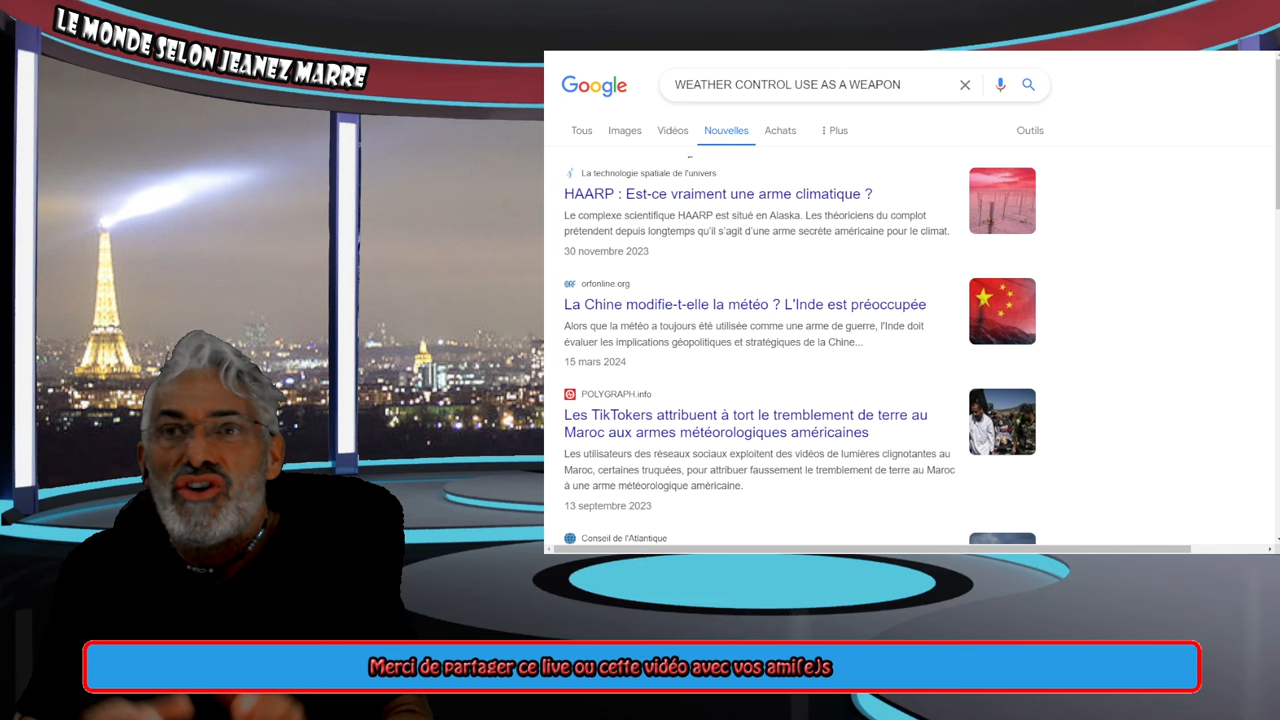 LE MONDE SELON JEANEZ MARRE
Google
WEATHER CONTROL USE AS A WEAPON
Tous Images Vidéos Nouvelles Achats Plus Outils
La technologie spatiale de l'univers
HAARP : Est-ce vraiment une arme climatique ?
Le complexe scientifique HAARP est situé en Alaska. Les théoriciens du complot
prétendent depuis longtemps qu'il s'agit d'une arme secrète américaine pour le climat.
30 novembre 2023
orfonline.org
La Chine modifie-t-elle la météo ? L'Inde est préoccupée
Alors que la météo a toujours été utilisée comme une arme de guerre, l'Inde doit
évaluer les implications géopolitiques et stratégiques de la Chine...
15 mars 2024
POLYGRAPH.info
Les TikTokers attribuent à tort le tremblement de terre au
Maroc aux armes météorologiques américaines
Les utilisateurs des réseaux sociaux exploitent des vidéos de lumières clignotantes au
Maroc, certaines truquées, pour attribuer faussement le tremblement de terre au Maroc
à une arme météorologique américaine.
13 septembre 2023
Conseil de l'Atlantique
Merci de partager ce live ou cette vidéo avec vos ami(e)s